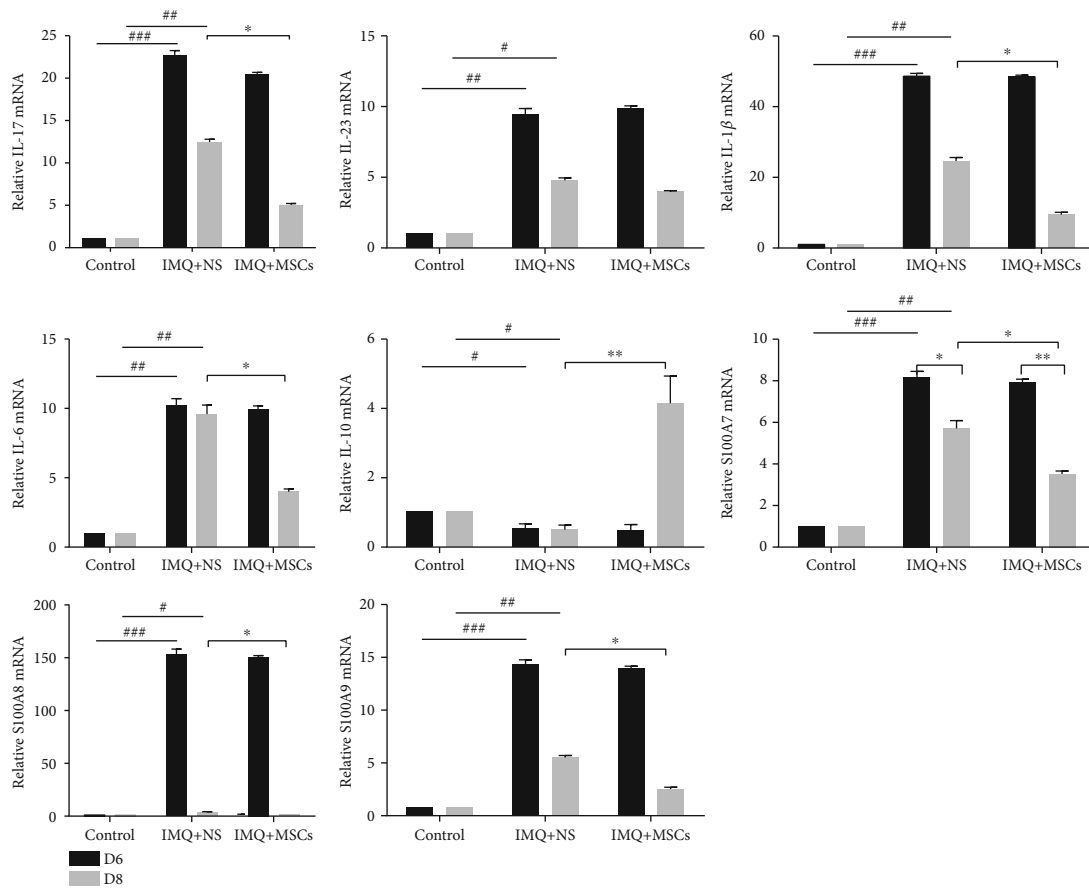 ##
###
*
25
20
15
10
5
0
Relative IL-17 mRNA
Control
IMQ+NS
IMQ+MSCs
#
##
15
10
5
0
Relative IL-23 mRNA
Control
IMQ+NS
IMQ+MSCs
##
###
*
60
40
20
0
Relative IL-1β mRNA
Control
IMQ+NS
IMQ+MSCs
##
##
*
15
10
5
0
Relative IL-6 mRNA
Control
IMQ+NS
IMQ+MSCs
#
#
**
6
4
2
0
Relative IL-10 mRNA
Control
IMQ+NS
IMQ+MSCs
##
###
*
*
**
10
8
6
4
2
0
Relative S100A7 mRNA
Control
IMQ+NS
IMQ+MSCs
#
###
*
200
150
100
50
0
Relative S100A8 mRNA
Control
IMQ+NS
IMQ+MSCs
##
###
*
20
15
10
5
0
Relative S100A9 mRNA
Control
IMQ+NS
IMQ+MSCs
D6
D8